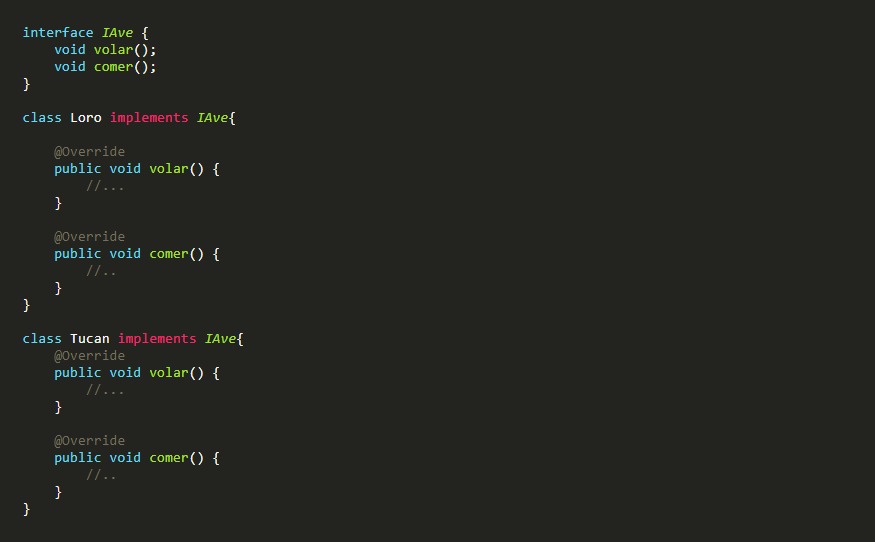 interface IAve {
    void volar();
    void comer();
}
class Loro implements IAve{
    @Override
    public void volar() {
        //...
    }
    @Override
    public void comer() {
        //..
    }
}
class Tucan implements IAve{
    @Override
    public void volar() {
        //...
    }
    @Override
    public void comer() {
        //..
    }
}